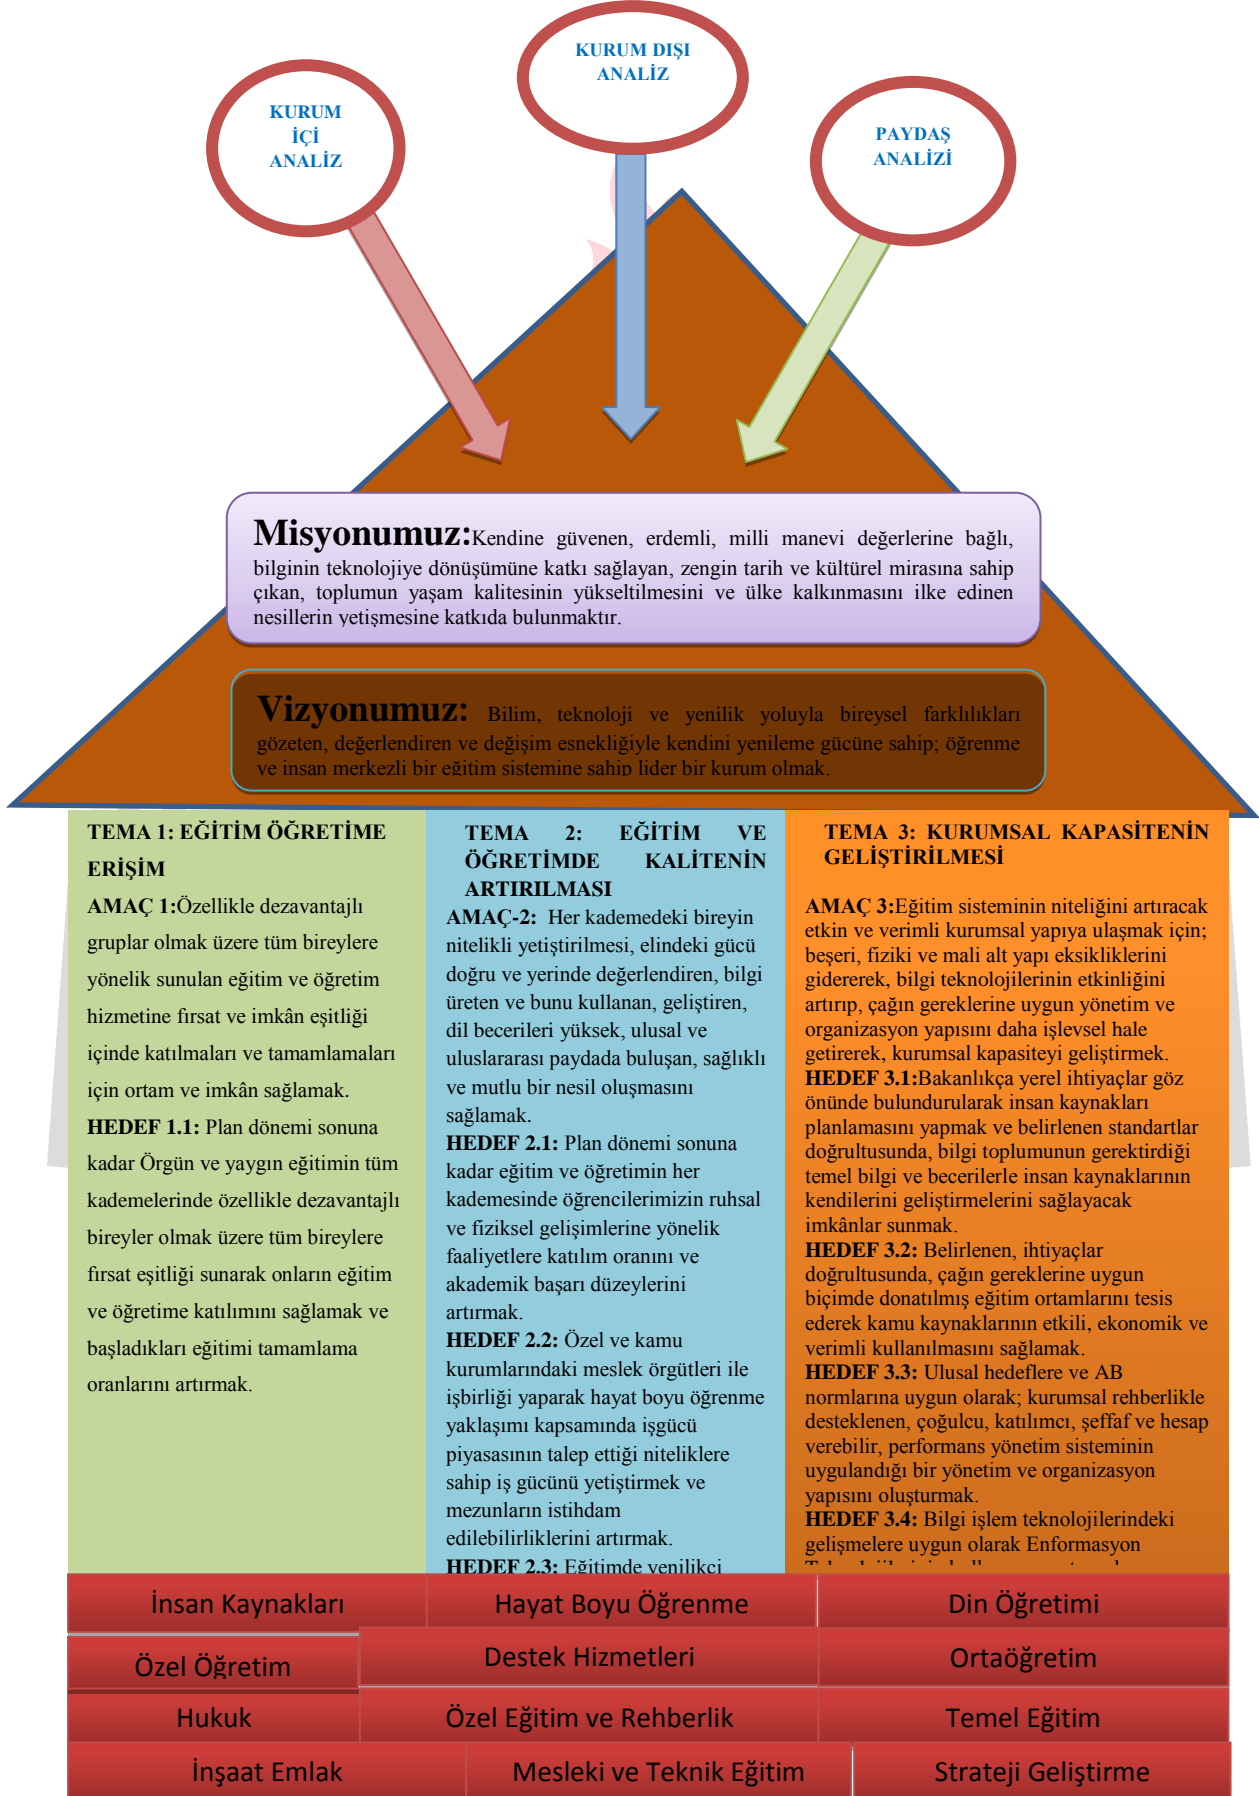 KURUM DIŞI
ANALİZ
KURUM
İÇİ
ANALİZ
PAYDAŞ
ANALİZİ
Misyonumuz:Kendine güvenen, erdemli, milli manevi değerlerine bağlı,
bilginin teknolojiye dönüşümüne katkı sağlayan, zengin tarih ve kültürel mirasına sahip
çıkan, toplumun yaşam kalitesinin yükseltilmesini ve ülke kalkınmasını ilke edinen
nesillerin yetişmesine katkıda bulunmaktır.
Vizyonumuz: Bilim, teknoloji ve yenilik yoluyla bireysel farklılıkları
gözeten, değerlendiren ve değişim esnekliğiyle kendini yenileme gücüne sahip; öğrenme
ve insan merkezli bir eğitim sistemine sahip lider bir kurum olmak.
TEMA 1: EĞİTİM ÖĞRETİME
ERİŞİM
AMAÇ 1:Özellikle dezavantajlı
gruplar olmak üzere tüm bireylere
yönelik sunulan eğitim ve öğretim
hizmetine fırsat ve imkân eşitliği
içinde katılmaları ve tamamlamaları
için ortam ve imkân sağlamak.
HEDEF 1.1: Plan dönemi sonuna
kadar Örgün ve yaygın eğitimin tüm
kademelerinde özellikle dezavantajlı
bireyler olmak üzere tüm bireylere
fırsat eşitliği sunarak onların eğitim
ve öğretime katılımını sağlamak ve
başladıkları eğitimi tamamlama
oranlarını artırmak.
TEMA 2: EĞİTİM VE
ÖĞRETİMDE KALİTENİN
ARTIRILMASI
AMAÇ-2: Her kademedeki bireyin
nitelikli yetiştirilmesi, elindeki gücü
doğru ve yerinde değerlendiren, bilgi
üreten ve bunu kullanan, geliştiren,
dil becerileri yüksek, ulusal ve
uluslararası paydada buluşan, sağlıklı
ve mutlu bir nesil oluşmasını
sağlamak.
HEDEF 2.1: Plan dönemi sonuna
kadar eğitim ve öğretimin her
kademesinde öğrencilerimizin ruhsal
ve fiziksel gelişimlerine yönelik
faaliyetlere katılım oranını ve
akademik başarı düzeylerini
artırmak.
HEDEF 2.2: Özel ve kamu
kurumlarındaki meslek örgütleri ile
işbirliği yaparak hayat boyu öğrenme
yaklaşımı kapsamında işgücü
piyasasının talep ettiği niteliklere
sahip iş gücünü yetiştirmek ve
mezunların istihdam
edilebilirliklerini artırmak.
HEDEF 2.3: Eğitimde yenilikçi
TEMA 3: KURUMSAL KAPASİTENİN
GELİŞTİRİLMESİ
AMAÇ 3:Eğitim sisteminin niteliğini artıracak
etkin ve verimli kurumsal yapıya ulaşmak için;
beşeri, fiziki ve mali alt yapı eksikliklerini
gidererek, bilgi teknolojilerinin etkinliğini
artırıp, çağın gereklerine uygun yönetim ve
organizasyon yapısını daha işlevsel hale
getirerek, kurumsal kapasiteyi geliştirmek.
HEDEF 3.1:Bakanlıkça yerel ihtiyaçlar göz
önünde bulundurularak insan kaynakları
planlamasını yapmak ve belirlenen standartlar
doğrultusunda, bilgi toplumunun gerektirdiği
temel bilgi ve becerilerle insan kaynaklarının
kendilerini geliştirmelerini sağlayacak
imkânlar sunmak.
HEDEF 3.2: Belirlenen, ihtiyaçlar
doğrultusunda, çağın gereklerine uygun
biçimde donatılmış eğitim ortamlarını tesis
ederek kamu kaynaklarının etkili, ekonomik ve
verimli kullanılmasını sağlamak.
HEDEF 3.3: Ulusal hedeflere ve AB
normlarına uygun olarak; kurumsal rehberlikle
desteklenen, çoğulcu, katılımcı, şeffaf ve hesap
verebilir, performans yönetim sisteminin
uygulandığı bir yönetim ve organizasyon
yapısını oluşturmak.
HEDEF 3.4: Bilgi işlem teknolojilerindeki
gelişmelere uygun olarak Enformasyon
İnsan Kaynakları
Hayat Boyu Öğrenme
Din Öğretimi
Özel Öğretim
Destek Hizmetleri
Ortaöğretim
Hukuk
Özel Eğitim ve Rehberlik
Temel Eğitim
İnşaat Emlak
Mesleki ve Teknik Eğitim
Strateji Geliştirme